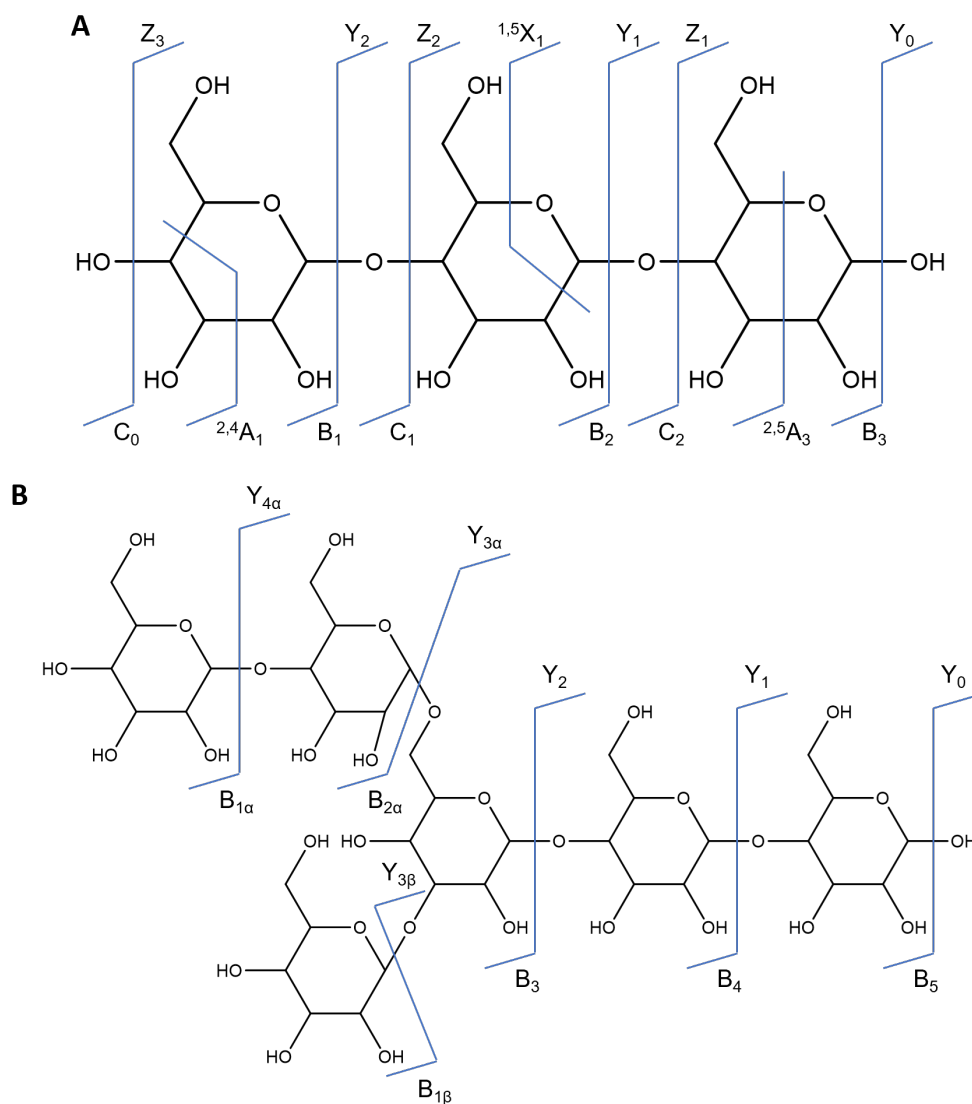 A
Z3 Y2 Z2 1,5X1 Y1 Z1 Y0
OH OH OH
O O O
HO O O OH
HO OH HO OH HO OH
C0 2,4A1 B1 C1 B2 C2 2,5A3 B3
B
Y4α
Y3α
OH OH
O O
HO O
HO OH HO HO O
B1α B2α
Y2 Y1 Y0
OH OH
O O O
OH HO O O OH
Y3β
O O
HO OH HO OH HO OH
HO
B3 B4 B5
HO OH
B1β